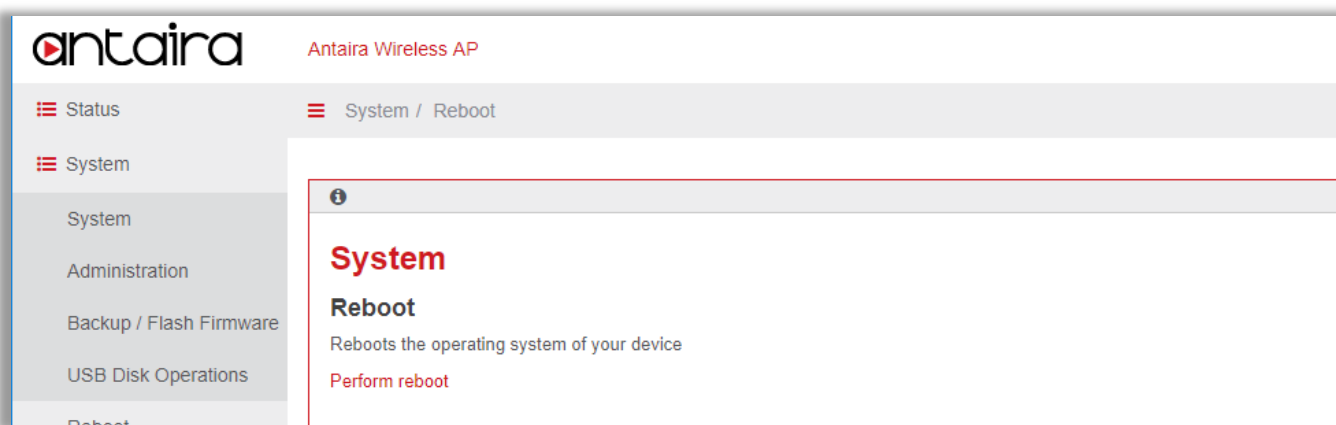 antaira
Antaira Wireless AP
Status
System / Reboot
System
System
Administration
Backup / Flash Firmware
USB Disk Operations
Reboot
System
Reboot
Reboots the operating system of your device
Perform reboot